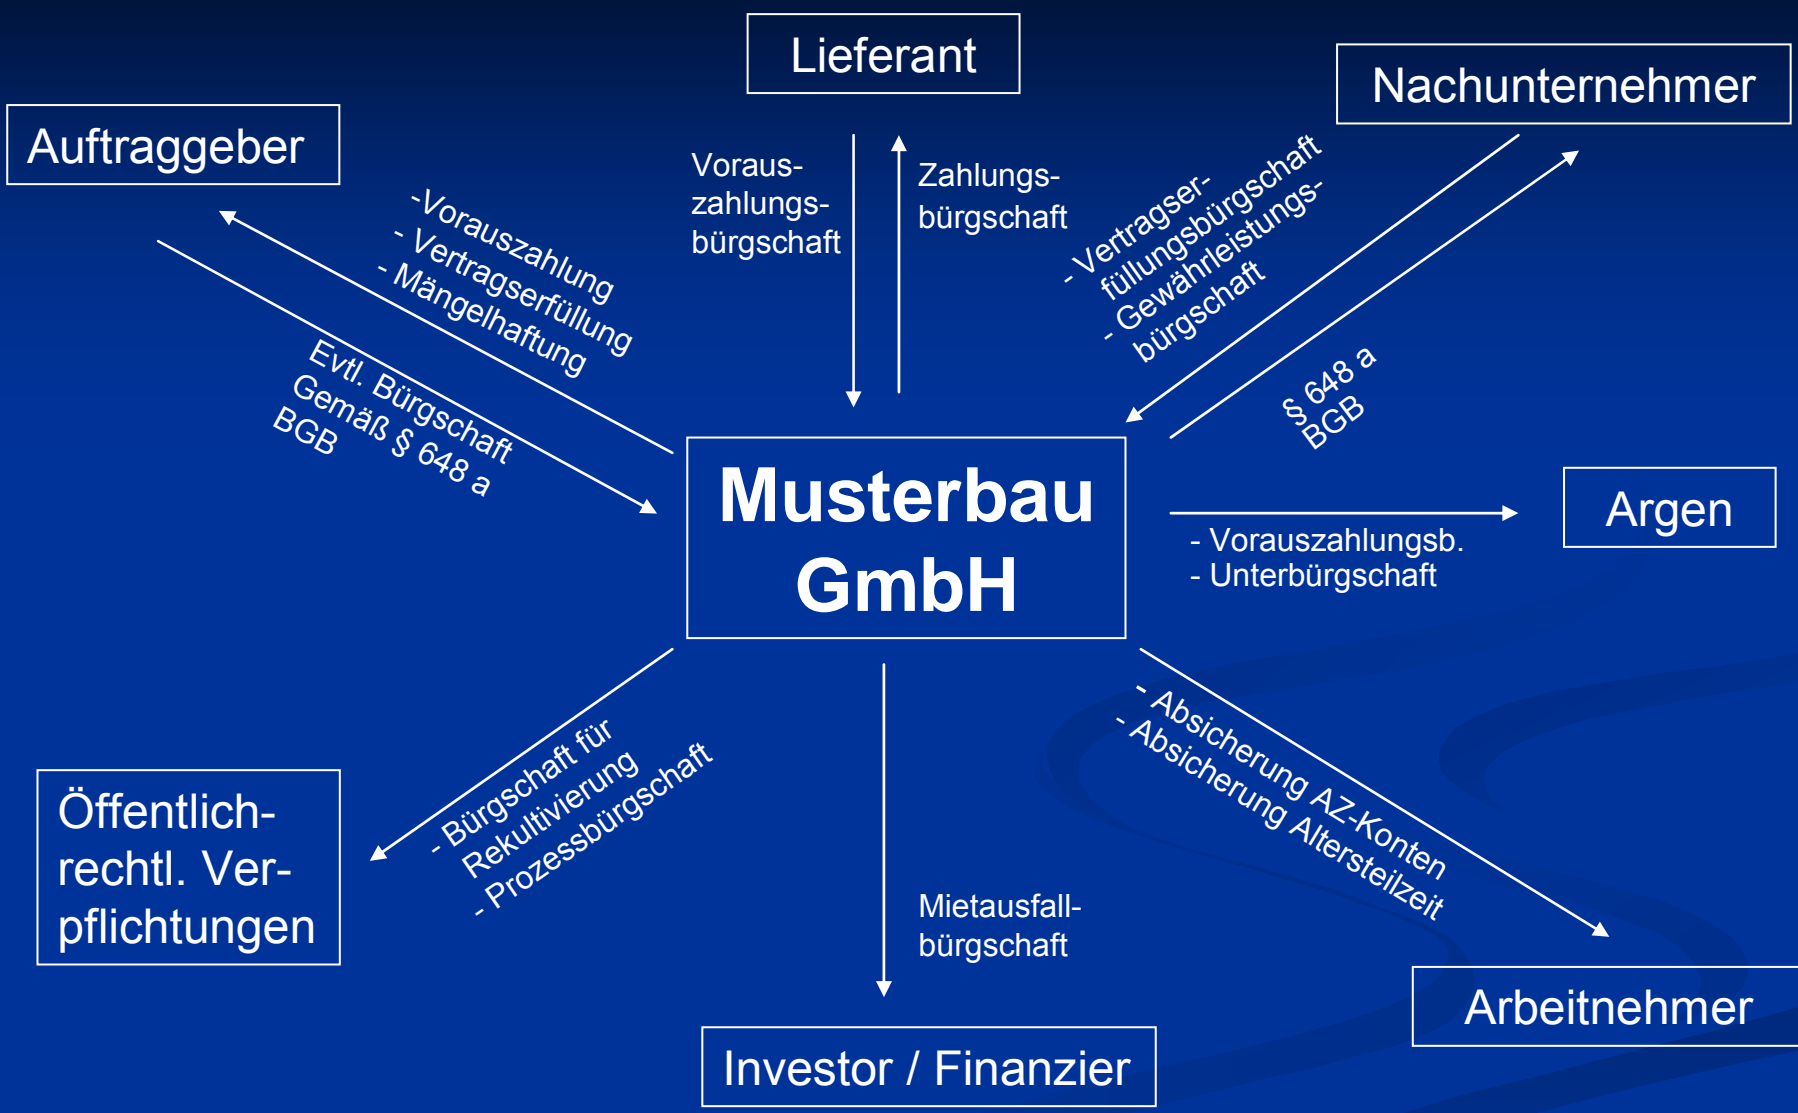 Lieferant
Nachunternehmer
Auftraggeber
Voraus-
zahlungs-
bürgschaft
Zahlungs-
bürgschaft
- Vertragser-
füllungsbürgschaft
- Gewährleistungs-
bürgschaft
-Vorauszahlung
- Vertragserfüllung
- Mängelhaftung
Evtl. Bürgschaft
Gemäß § 648 a
BGB
§ 648 a
BGB
Musterbau
GmbH
Argen
- Vorauszahlungsb.
- Unterbürgschaft
- Bürgschaft für
Rekultivierung
- Prozessbürgschaft
- Absicherung AZ-Konten
- Absicherung Altersteilzeit
Öffentlich-
rechtl. Ver-
pflichtungen
Mietausfall-
bürgschaft
Arbeitnehmer
Investor / Finanzier